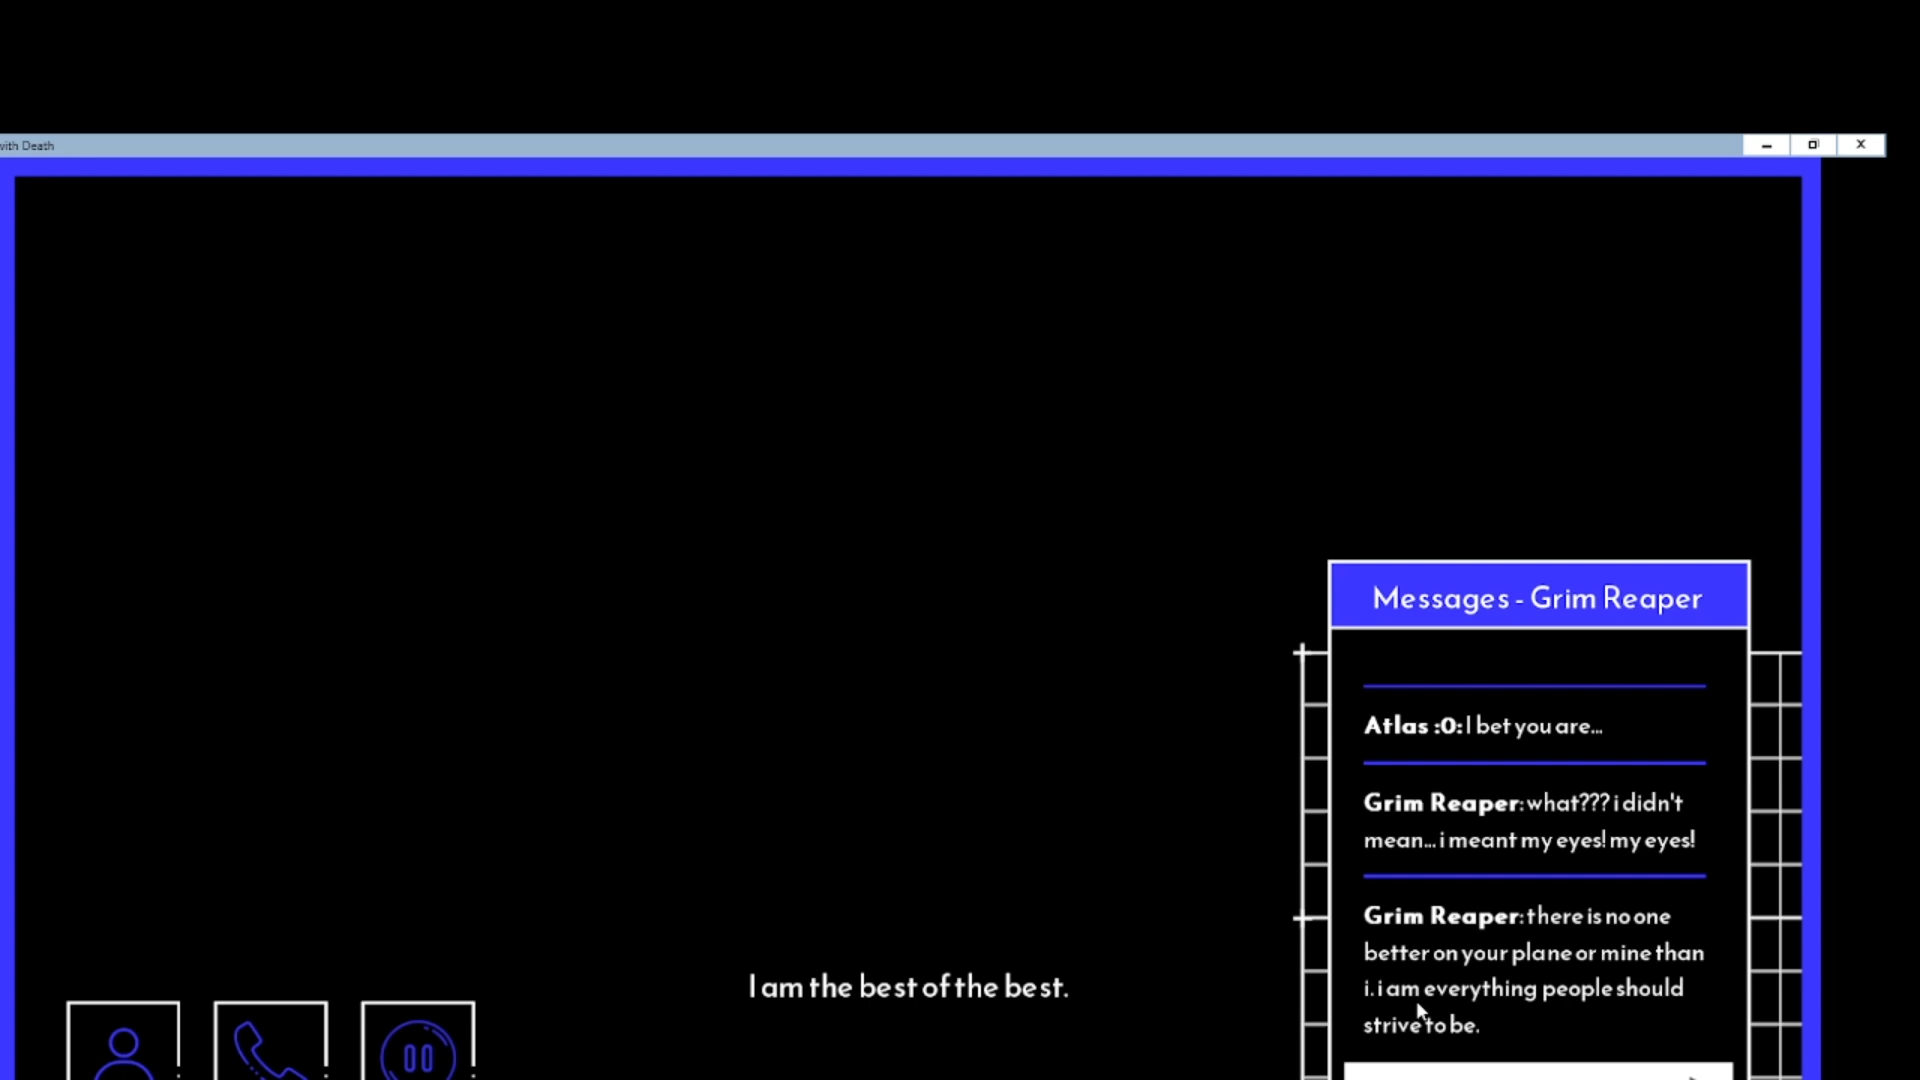 with Death
Messages - Grim Reaper
Atlas :0: I bet you are...
Grim Reaper: what??? i didn't
mean... i meant my eyes! my eyes!
Grim Reaper: there is no one
better on your plane or mine than
i. i am everything people should
strive to be.
I am the best of the best.